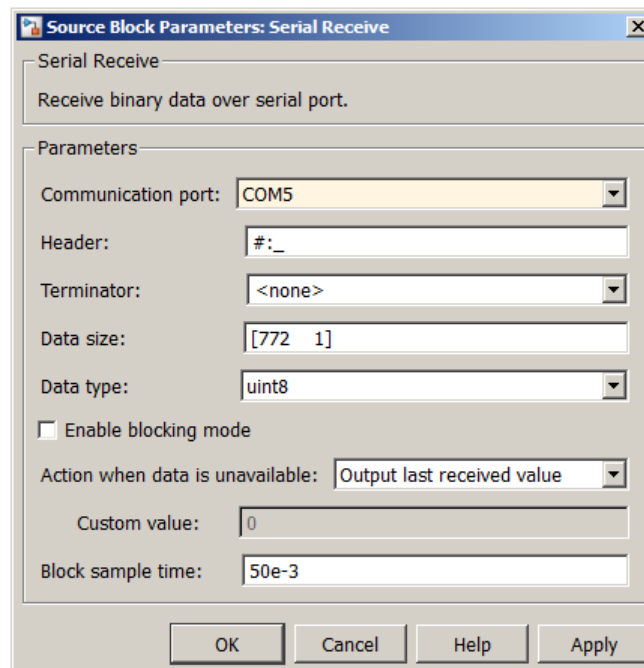 Source Block Parameters: Serial Receive
Serial Receive
Receive binary data over serial port.
Parameters
Communication port: COM5
Header: #:_
Terminator: <none>
Data size: [772 1]
Data type: uint8
Enable blocking mode
Action when data is unavailable: Output last received value
Custom value: 0
Block sample time: 50e-3
OK Cancel Help Apply